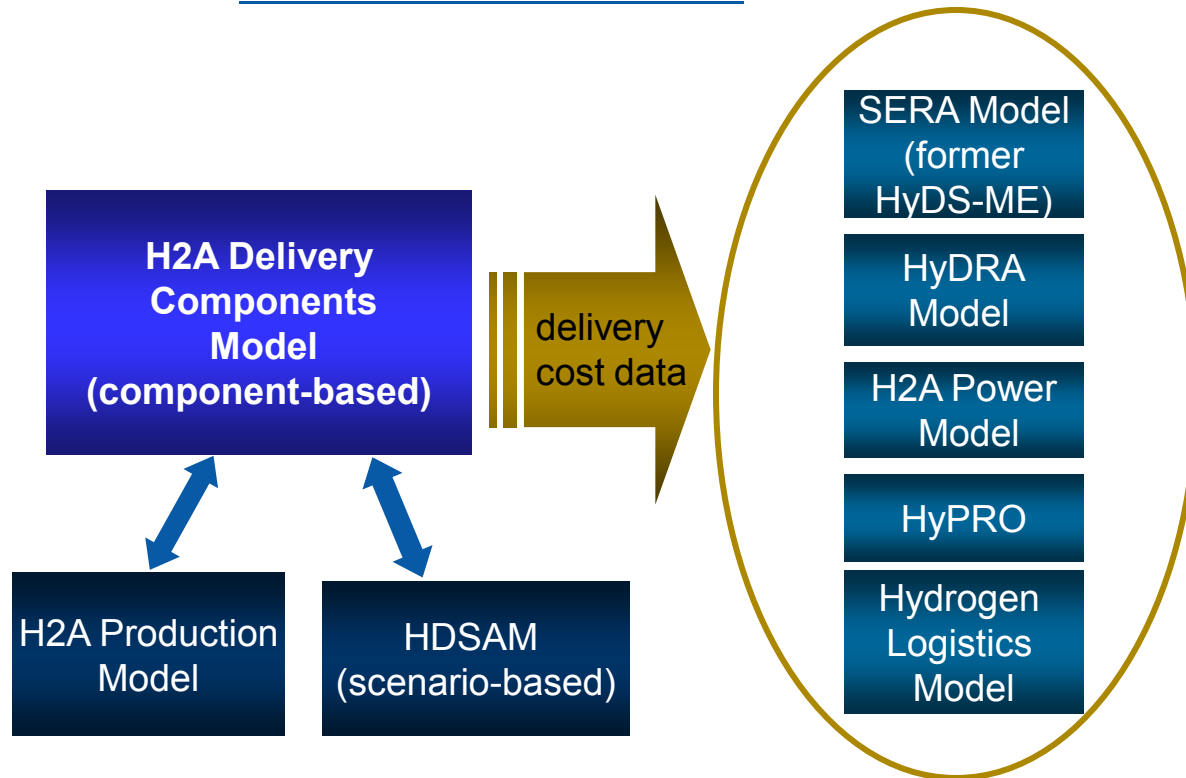 H2A Delivery
Components
Model
(component-based)
delivery
cost data
H2A Production
Model
HDSAM
(scenario-based)
SERA Model
(former
HyDS-ME)
HyDRA
Model
H2A Power
Model
HyPRO
Hydrogen
Logistics
Model